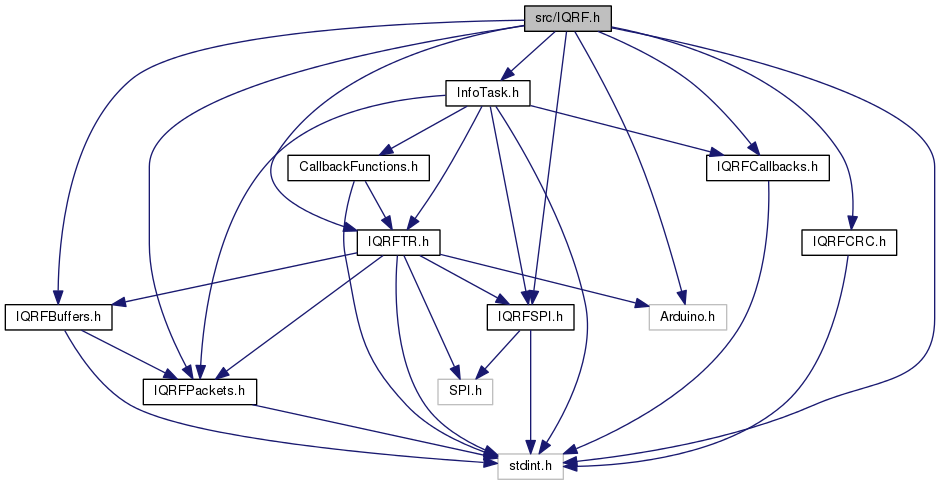 src/IQRF.h
InfoTask.h
CallbackFunctions.h
IQRFCallbacks.h
IQRFTR.h
IQRFCRC.h
IQRFBuffers.h
IQRFSPI.h
Arduino.h
IQRFPackets.h
SPI.h
stdint.h